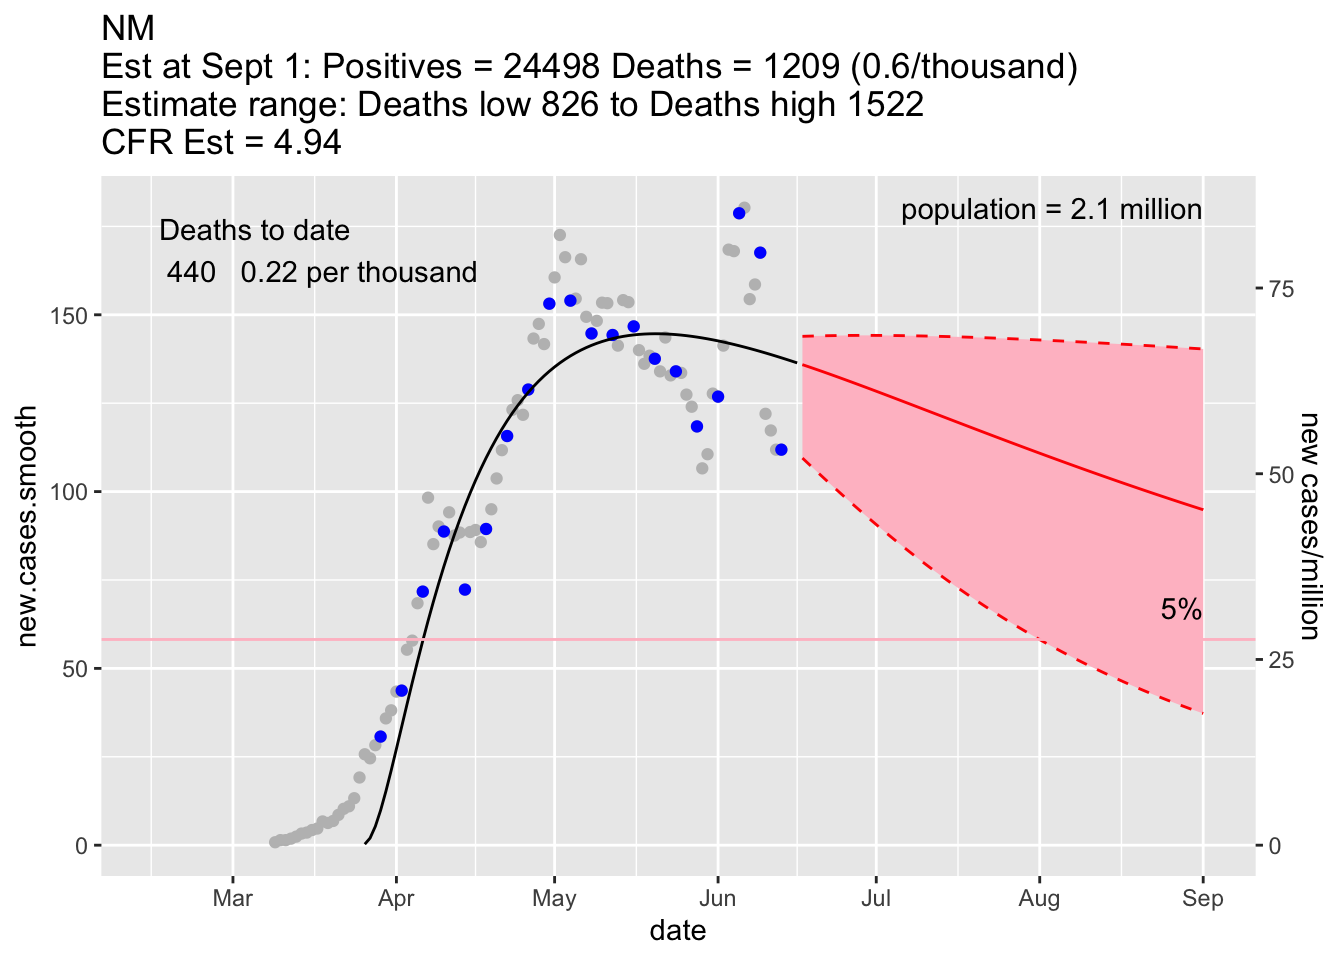 NM
Est at Sept 1: Positives = 24498 Deaths = 1209 (0.6/thousand)
Estimate range: Deaths low 826 to Deaths high 1522
CFR Est = 4.94
population = 2.1 million
Deaths to date
440 0.22 per thousand
150
100
50
0
new.cases.smooth
75
50
25
0
new cases/million
5%
Mar Apr May Jun Jul Aug Sep
date